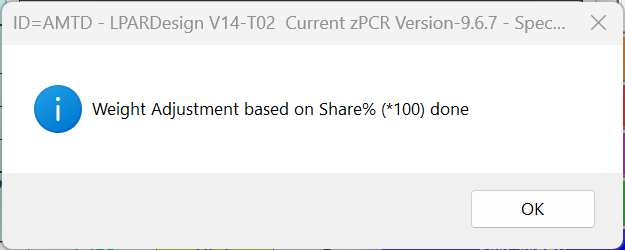 ID=AMTD - LPARDesign V14-T02  Current zPCR Version-9.6.7 - Spec...
Weight Adjustment based on Share% (*100) done
OK